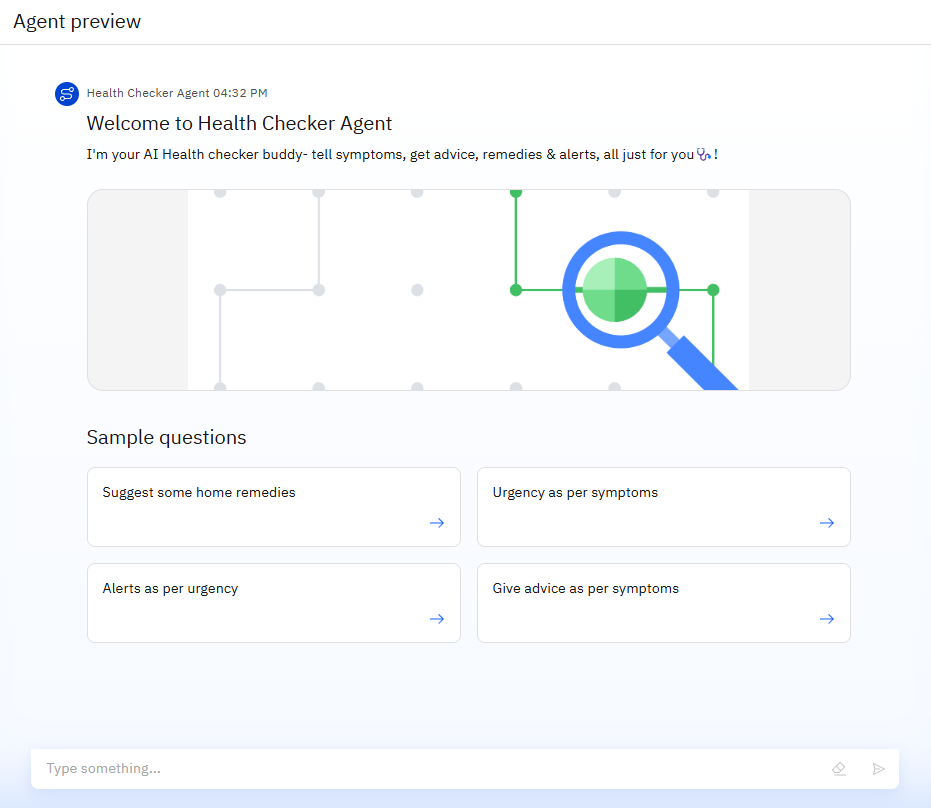 Agent preview
Health Checker Agent 04:32 PM
Welcome to Health Checker Agent
I'm your AI Health checker buddy- tell symptoms, get advice, remedies & alerts, all just for you🩺!
Sample questions
Suggest some home remedies
Urgency as per symptoms
Alerts as per urgency
Give advice as per symptoms
Type something...